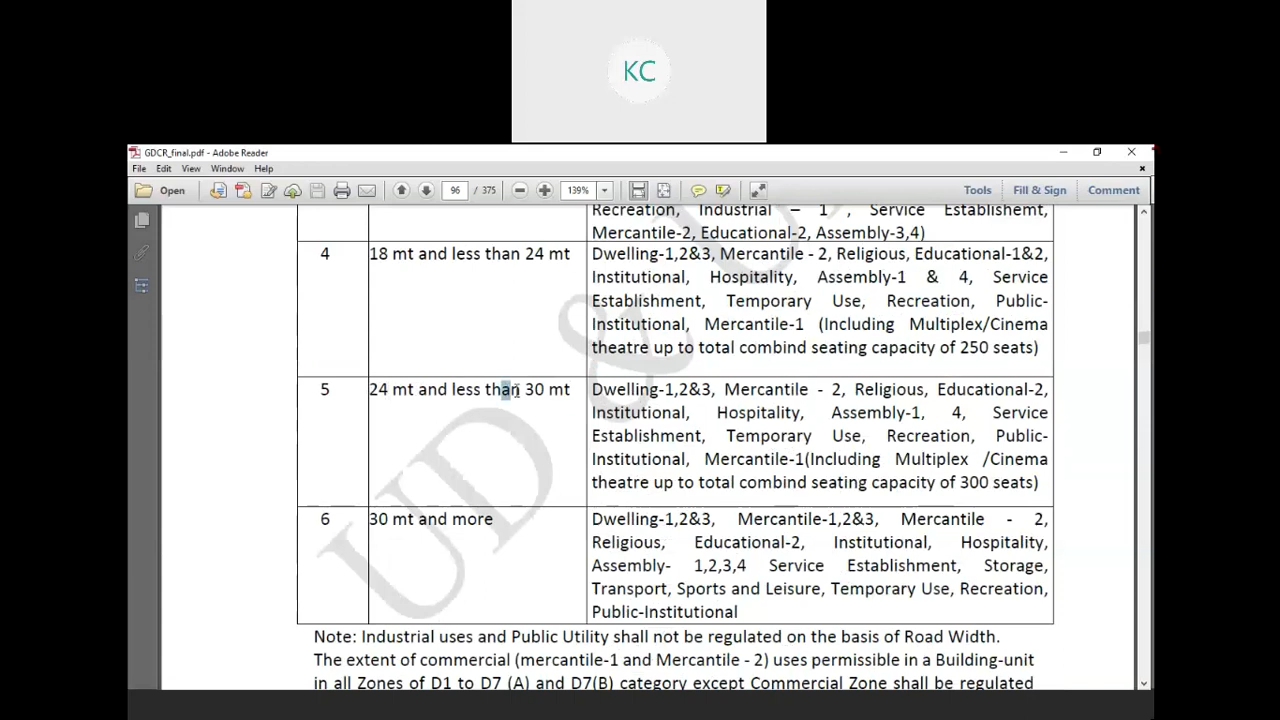 KC
GDCR_final.pdf - Adobe Reader
File Edit View Window Help
Open 96 / 375 139% Tools Fill & Sign Comment
Recreation, Industrial – 1 , Service Establishemt,
Mercantile-2, Educational-2, Assembly-3,4)
4 18 mt and less than 24 mt Dwelling-1,2&3, Mercantile - 2, Religious, Educational-1&2,
Institutional, Hospitality, Assembly-1 & 4, Service
Establishment, Temporary Use, Recreation, Public-
Institutional, Mercantile-1 (Including Multiplex/Cinema
theatre up to total combind seating capacity of 250 seats)
5 24 mt and less than 30 mt Dwelling-1,2&3, Mercantile - 2, Religious, Educational-2,
Institutional, Hospitality, Assembly-1, 4, Service
Establishment, Temporary Use, Recreation, Public-
Institutional, Mercantile-1(Including Multiplex /Cinema
theatre up to total combind seating capacity of 300 seats)
6 30 mt and more Dwelling-1,2&3, Mercantile-1,2&3, Mercantile - 2,
Religious, Educational-2, Institutional, Hospitality,
Assembly- 1,2,3,4 Service Establishment, Storage,
Transport, Sports and Leisure, Temporary Use, Recreation,
Public-Institutional
Note: Industrial uses and Public Utility shall not be regulated on the basis of Road Width.
The extent of commercial (mercantile-1 and Mercantile - 2) uses permissible in a Building-unit
in all Zones of D1 to D7 (A) and D7(B) category except Commercial Zone shall be regulated
UD & U